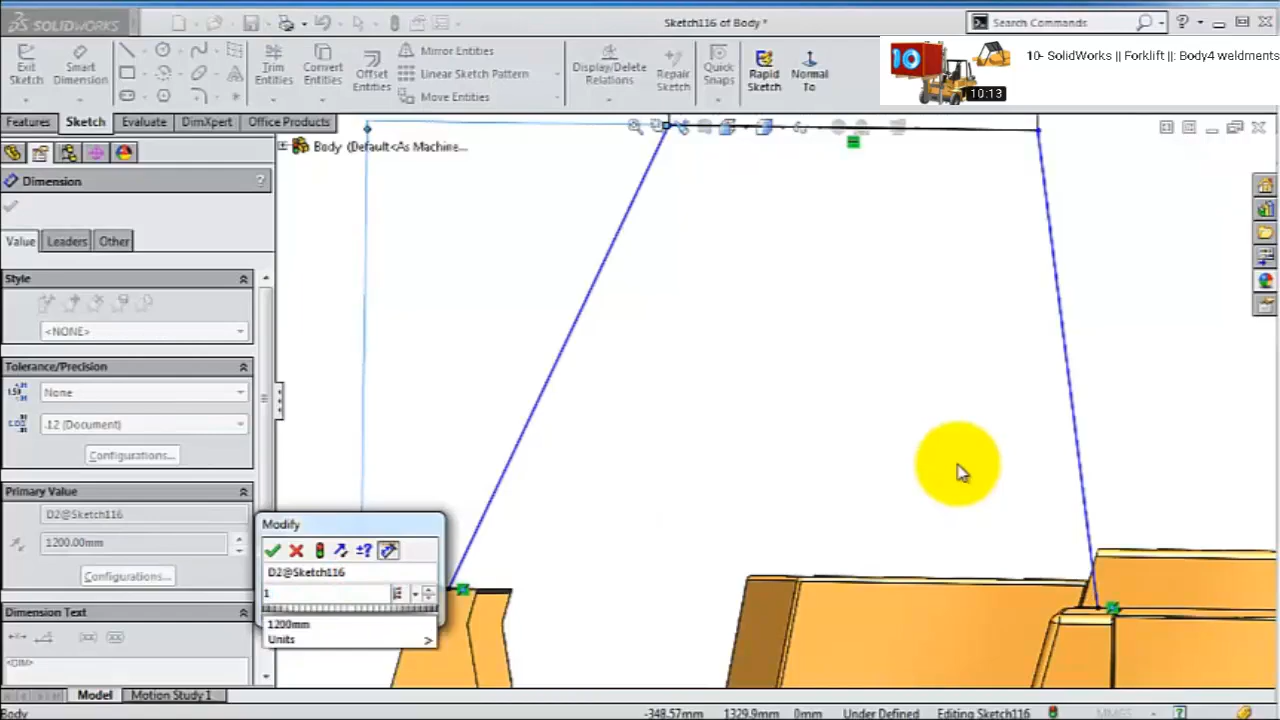 SOLIDWORKS
Sketch116 of Body *
Search Commands
Exit
Sketch
Smart
Dimension
Trim
Entities
Convert
Entities
Offset
Entities
Mirror Entities
Linear Sketch Pattern
Move Entities
Display/Delete
Relations
Repair
Sketch
Quick
Snaps
Rapid
Sketch
Normal
To
10
10:13
10- SolidWorks || Forklift ||: Body4 weldments
Features
Sketch
Evaluate
DimXpert
Office Products
Body (Default<As Machine...
Dimension
?
Value
Leaders
Other
Style
<NONE>
Tolerance/Precision
None
.12 (Document)
Configurations...
Primary Value
D2@Sketch116
1200.00mm
Configurations...
Dimension Text
<DIM>
Modify
D2@Sketch116
1
1200mm
Units >
Model
Motion Study 1
Body
-348.57mm
1329.9mm
0mm
Under Defined
Editing Sketch116
MMGS